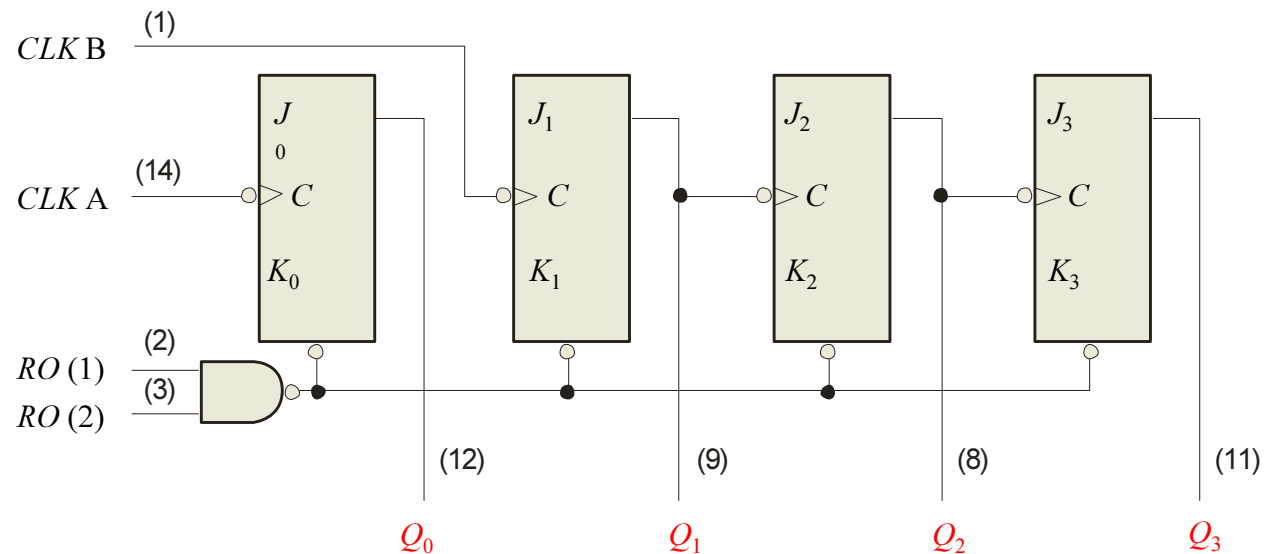 (1)
CLK B
J
0
J1
J2
J3
(14)
CLK A
C
C
C
C
K0
K1
K2
K3
(2)
RO (1)
(3)
RO (2)
(12)
(9)
(8)
(11)
Q0
Q1
Q2
Q3